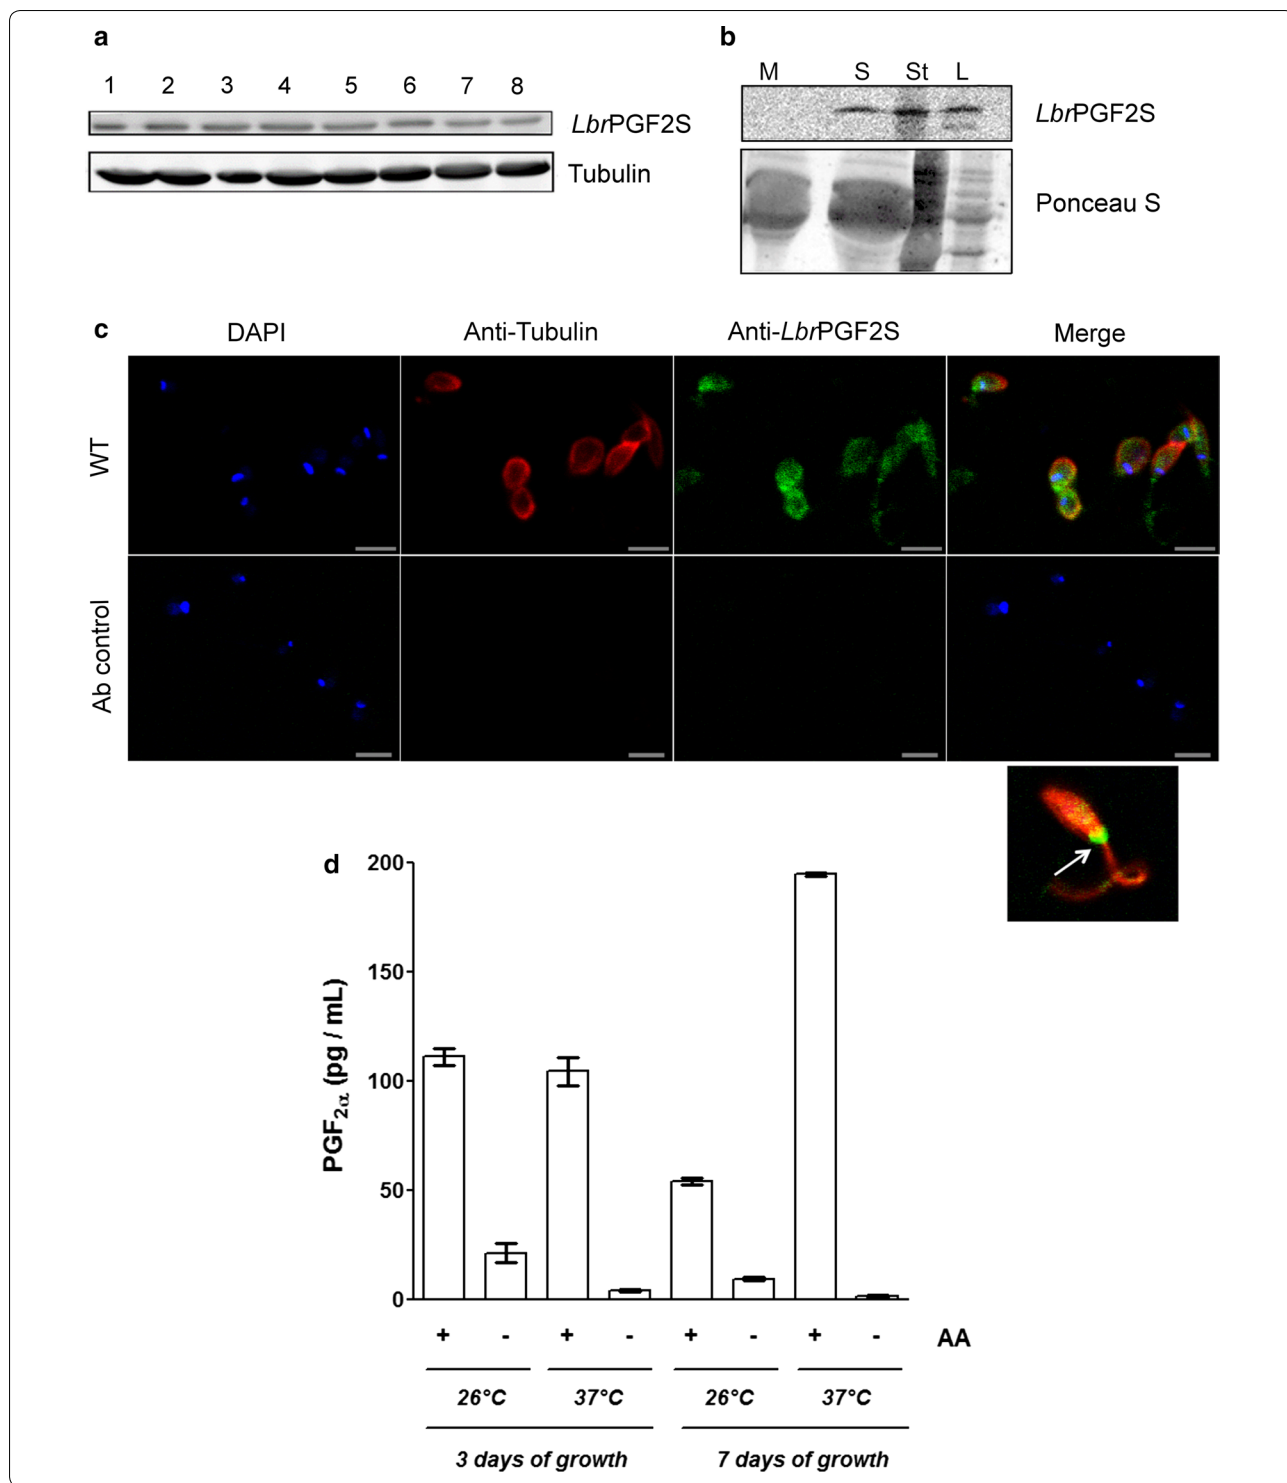 a
1 2 3 4 5 6 7 8
LbrPGF2S
Tubulin
b
M S St L
LbrPGF2S
Ponceau S
c
DAPI Anti-Tubulin Anti-LbrPGF2S Merge
WT
Ab control
d
PGF2α (pg / mL)
200
150
100
50
0
+ - + - + - + - AA
26°C 37°C 26°C 37°C
3 days of growth 7 days of growth